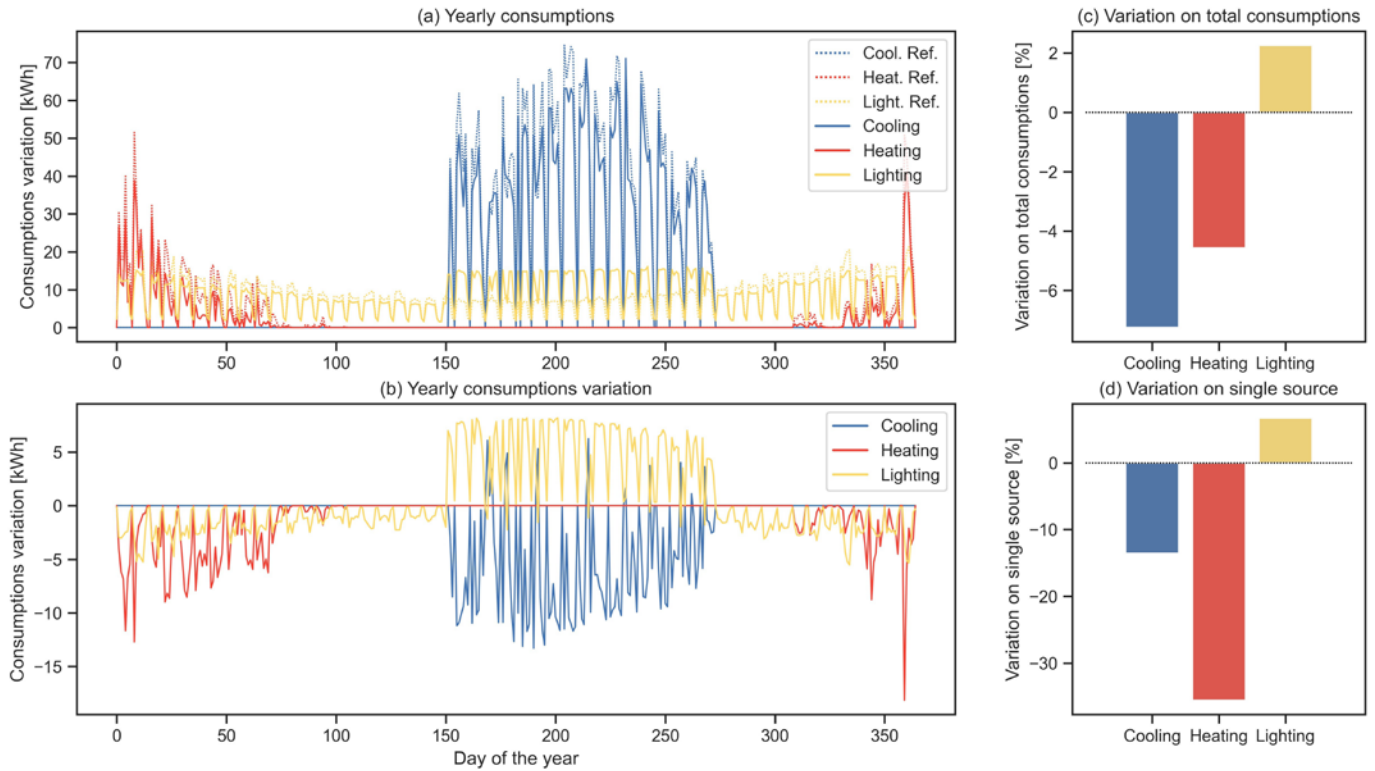 (a) Yearly consumptions
Consumptions variation [kWh]
70
60
50
40
30
20
10
0
Cool. Ref.
Heat. Ref.
Light. Ref.
Cooling
Heating
Lighting
0 50 100 150 200 250 300 350
(b) Yearly consumptions variation
Consumptions variation [kWh]
5
0
−5
−10
−15
Cooling
Heating
Lighting
0 50 100 150 200 250 300 350
Day of the year
(c) Variation on total consumptions
Variation on total consumptions [%]
2
0
−2
−4
−6
Cooling Heating Lighting
(d) Variation on single source
Variation on single source [%]
0
−10
−20
−30
Cooling Heating Lighting